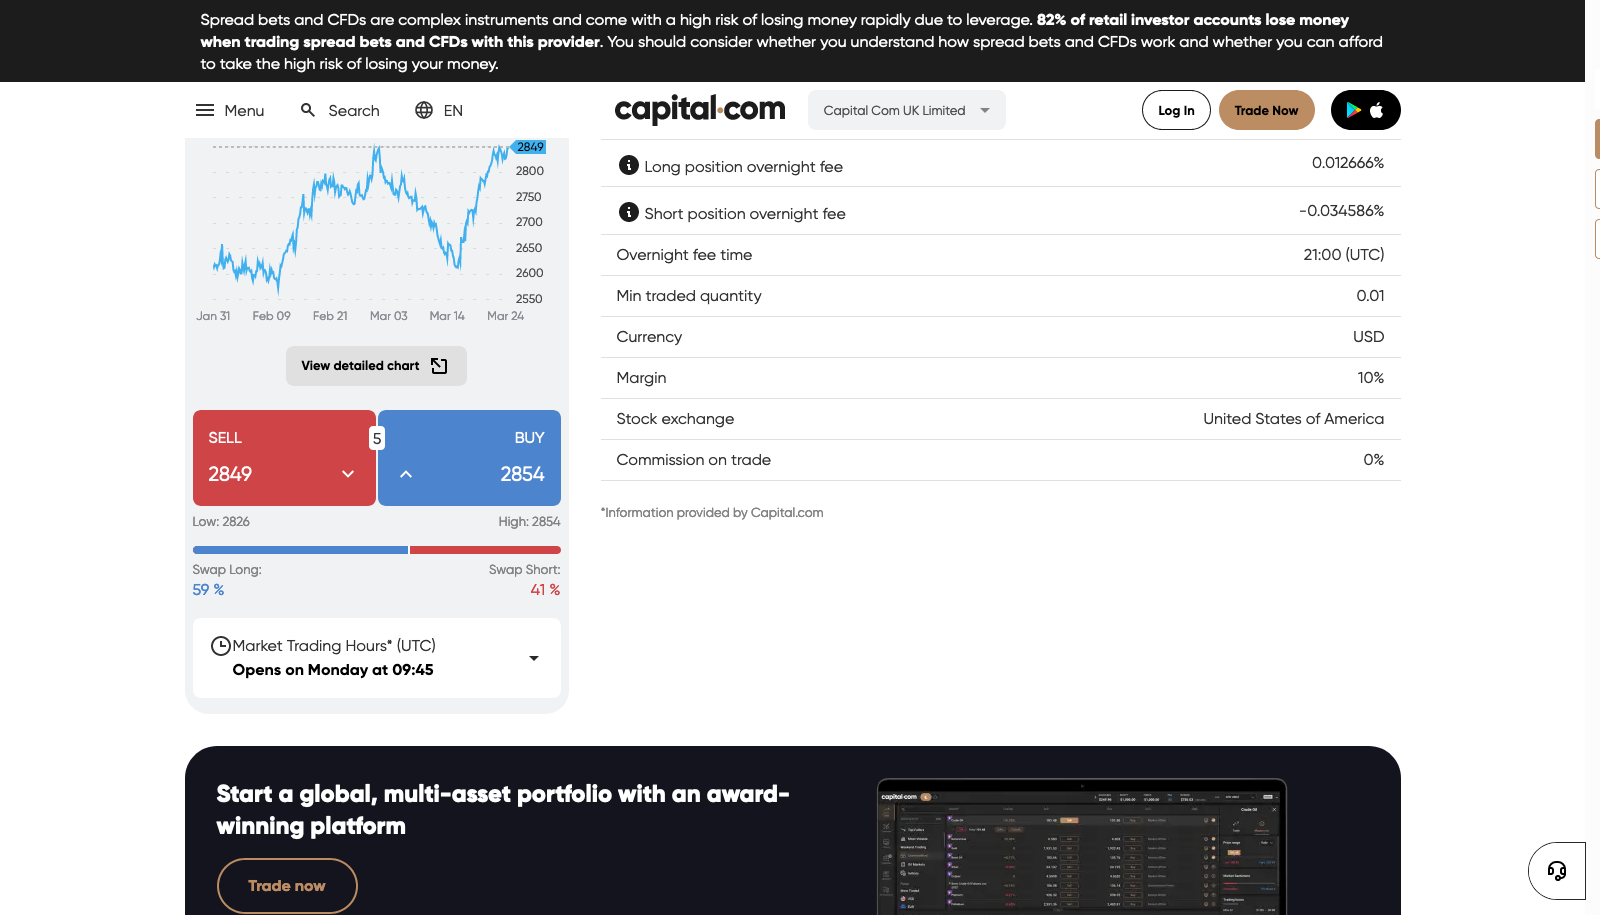 Spread bets and CFDs are complex instruments and come with a high risk of losing money rapidly due to leverage. 82% of retail investor accounts lose money
when trading spread bets and CFDs with this provider. You should consider whether you understand how spread bets and CFDs work and whether you can afford
to take the high risk of losing your money.
Menu
Search
EN
capital.com
Capital Com UK Limited
Log In
Trade Now
2849
2800
2750
2700
2650
2600
2550
Jan 31
Feb 09
Feb 21
Mar 03
Mar 14
Mar 24
View detailed chart
SELL
2849
5
BUY
2854
Low: 2826
High: 2854
Swap Long:
59 %
Swap Short:
41 %
Market Trading Hours* (UTC)
Opens on Monday at 09:45
Long position overnight fee
0.012666%
Short position overnight fee
-0.034586%
Overnight fee time
21:00 (UTC)
Min traded quantity
0.01
Currency
USD
Margin
10%
Stock exchange
United States of America
Commission on trade
0%
*Information provided by Capital.com
Start a global, multi-asset portfolio with an award-
winning platform
Trade now
capital.com